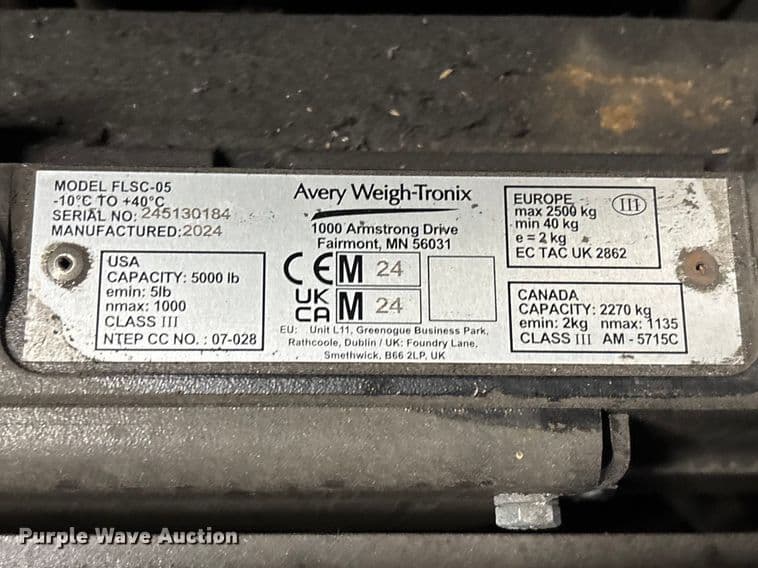 MODEL FLSC-05
-10°C TO +40°C
SERIAL NO: 245130184
MANUFACTURED:2024
USA
CAPACITY: 5000 lb
emin: 5lb
nmax: 1000
CLASS III
NTEP CC NO. : 07-028
Avery Weigh-Tronix
1000 Armstrong Drive
Fairmont, MN 56031
CE M 24
UK
CA M 24
EU: Unit L11, Greenogue Business Park,
Rathcoole, Dublin / UK: Foundry Lane,
Smethwick, B66 2LP, UK
EUROPE III
max 2500 kg
min 40 kg
e = 2 kg
EC TAC UK 2862
CANADA
CAPACITY: 2270 kg
emin: 2kg nmax: 1135
CLASS III AM - 5715C
Purple Wave Auction